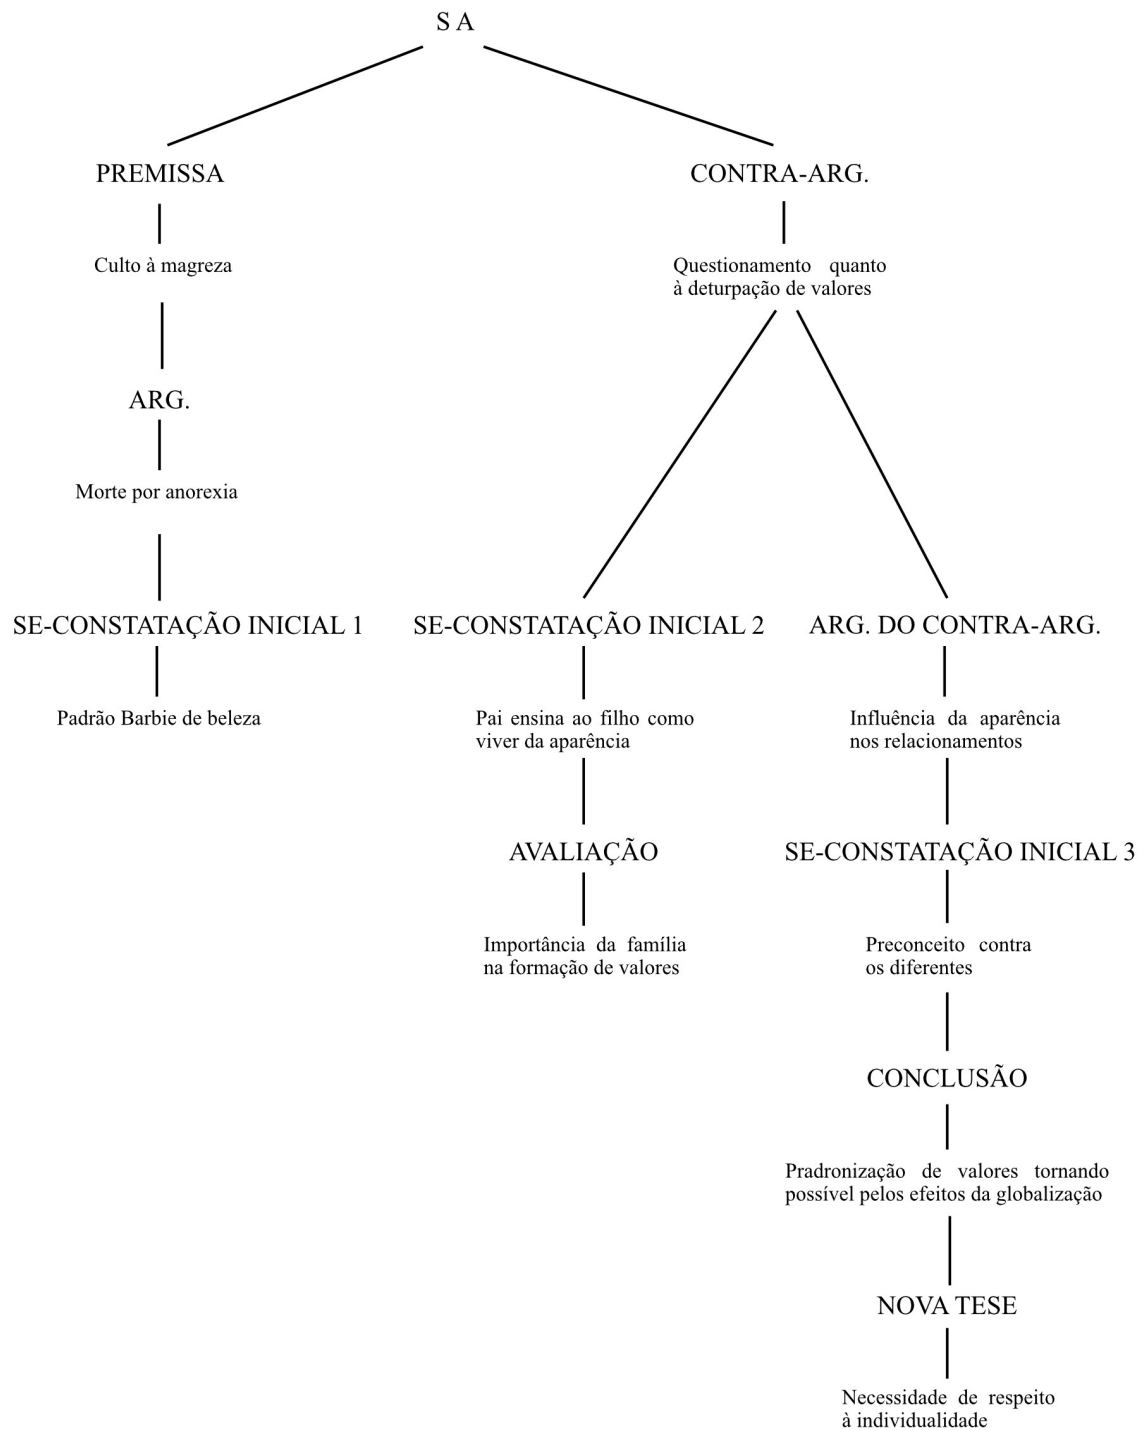 S A
PREMISSA
CONTRA-ARG.
Culto à magreza
Questionamento quanto
à deturpação de valores
ARG.
Morte por anorexia
SE-CONSTATAÇÃO INICIAL 1
SE-CONSTATAÇÃO INICIAL 2
ARG. DO CONTRA-ARG.
Padrão Barbie de beleza
Pai ensina ao filho como
viver da aparência
Influência da aparência
nos relacionamentos
AVALIAÇÃO
SE-CONSTATAÇÃO INICIAL 3
Importância da família
na formação de valores
Preconceito contra
os diferentes
CONCLUSÃO
Pradronização de valores tornando
possível pelos efeitos da globalização
NOVA TESE
Necessidade de respeito
à individualidade